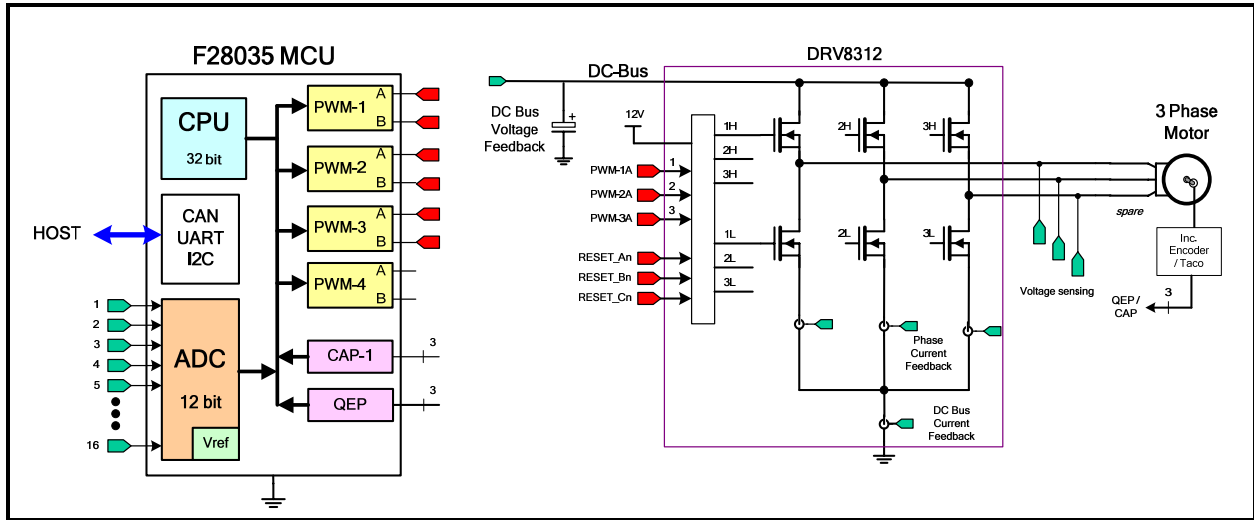 F28035 MCU
CPU
32 bit
CAN
UART
I2C
HOST
1
2
3
4
5
16
ADC
12 bit
Vref
PWM-1
A
B
PWM-2
A
B
PWM-3
A
B
PWM-4
A
B
CAP-1
3
QEP
3
DRV8312
DC-Bus
DC Bus
Voltage
Feedback
+
12V
PWM-1A
1
PWM-2A
2
PWM-3A
3
RESET_An
RESET_Bn
RESET_Cn
1H
2H
3H
1L
2L
3L
2H
3H
2L
3L
Phase
Current
Feedback
DC Bus
Current
Feedback
Voltage sensing
3 Phase
Motor
spare
Inc.
Encoder
/ Taco
QEP /
CAP
3